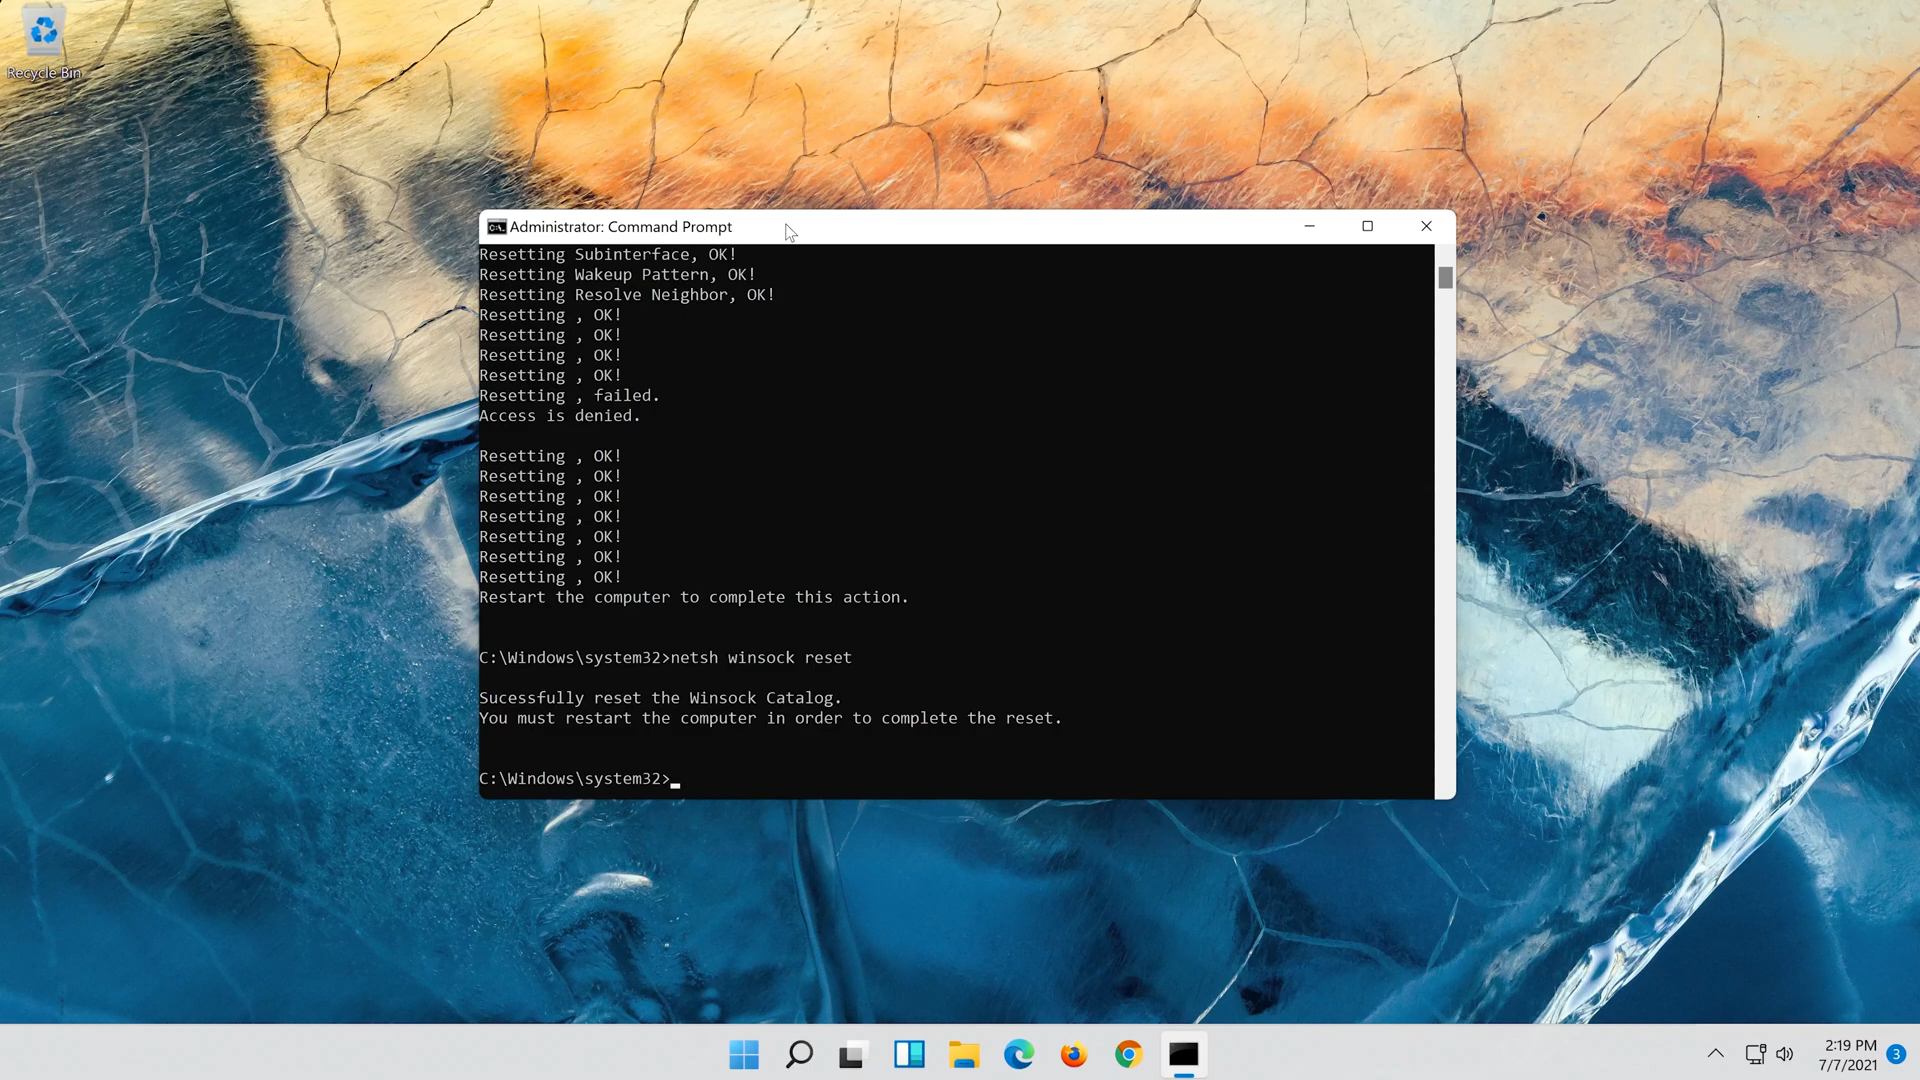 Recycle Bin
Administrator: Command Prompt
Resetting Subinterface, OK!
Resetting Wakeup Pattern, OK!
Resetting Resolve Neighbor, OK!
Resetting , OK!
Resetting , OK!
Resetting , OK!
Resetting , OK!
Resetting , failed.
Access is denied.
Resetting , OK!
Resetting , OK!
Resetting , OK!
Resetting , OK!
Resetting , OK!
Resetting , OK!
Resetting , OK!
Restart the computer to complete this action.
C:\Windows\system32>netsh winsock reset
Sucessfully reset the Winsock Catalog.
You must restart the computer in order to complete the reset.
C:\Windows\system32>
2:19 PM
7/7/2021
3